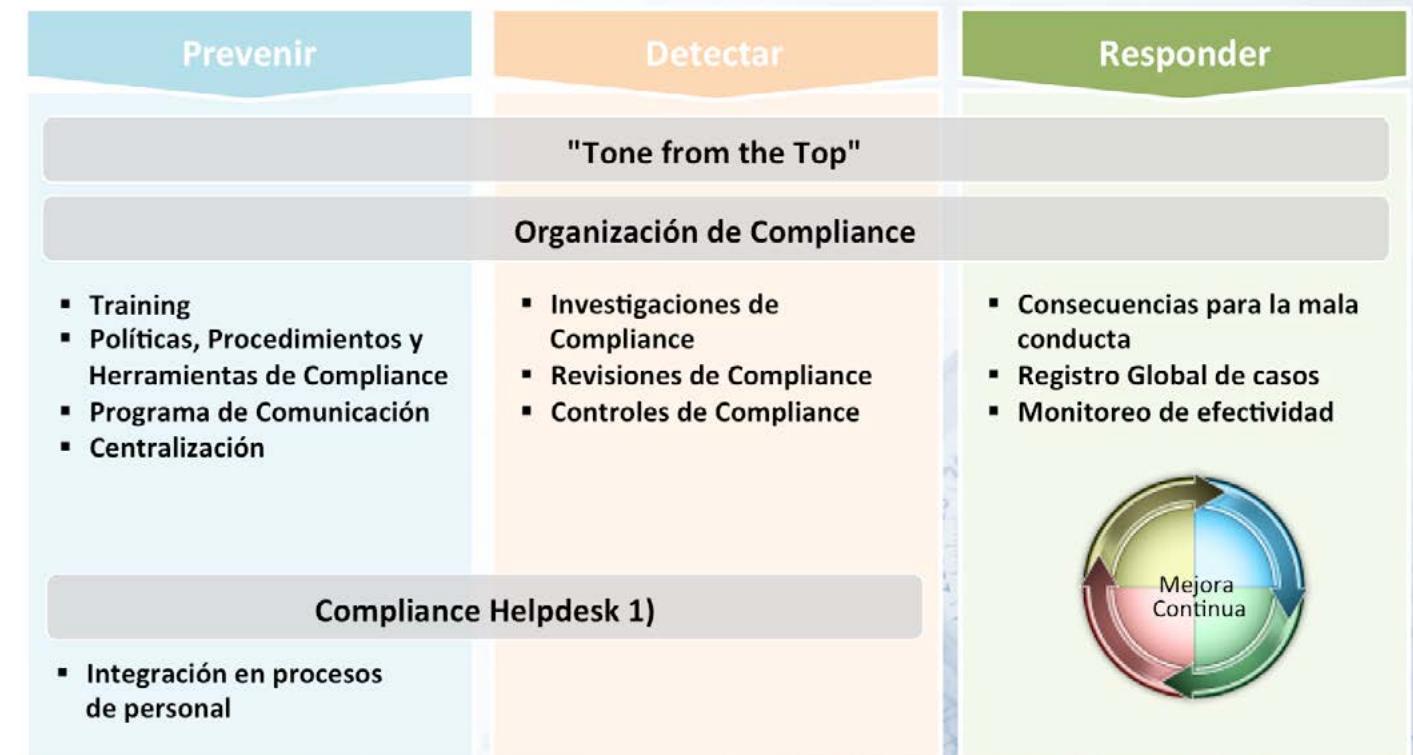 Prevenir
Detectar
Responder
"Tone from the Top"
Organización de Compliance
▪ Training
▪ Políticas, Procedimientos y
Herramientas de Compliance
▪ Programa de Comunicación
▪ Centralización
▪ Investigaciones de
Compliance
▪ Revisiones de Compliance
▪ Controles de Compliance
▪ Consecuencias para la mala
conducta
▪ Registro Global de casos
▪ Monitoreo de efectividad
Mejora
Continua
Compliance Helpdesk 1)
▪ Integración en procesos
de personal